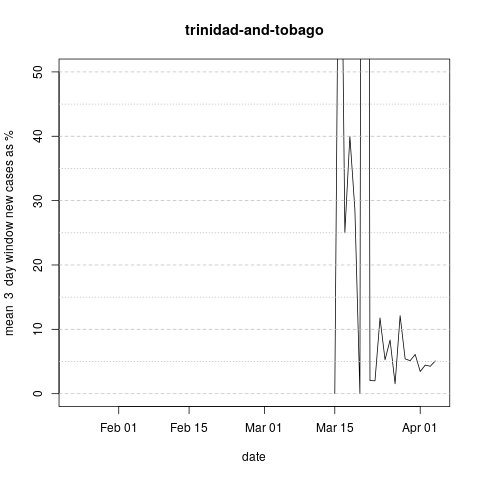 trinidad-and-tobago
mean 3 day window new cases as %
50
40
30
20
10
0
Feb 01 Feb 15 Mar 01 Mar 15 Apr 01
date